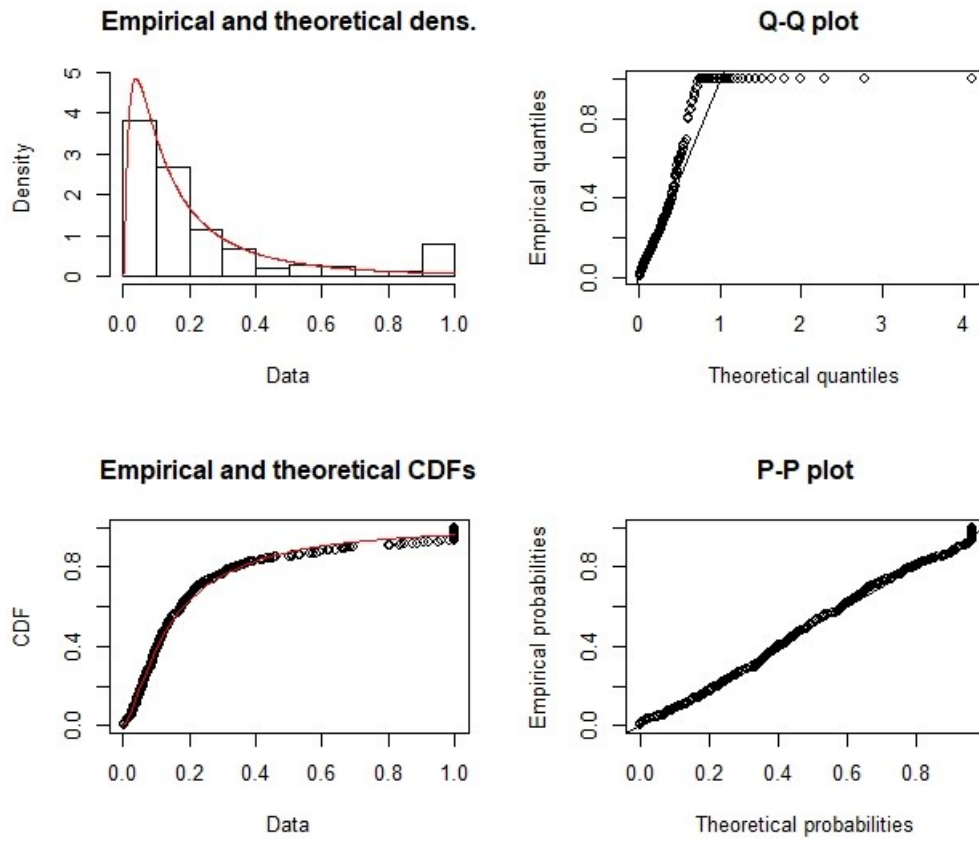 Empirical and theoretical dens.
Density
0 1 2 3 4 5
0.0 0.2 0.4 0.6 0.8 1.0
Data
Q-Q plot
Empirical quantiles
0.0 0.4 0.8
0 1 2 3 4
Theoretical quantiles
Empirical and theoretical CDFs
CDF
0.0 0.4 0.8
0.0 0.2 0.4 0.6 0.8 1.0
Data
P-P plot
Empirical probabilities
0.0 0.4 0.8
0.0 0.2 0.4 0.6 0.8
Theoretical probabilities